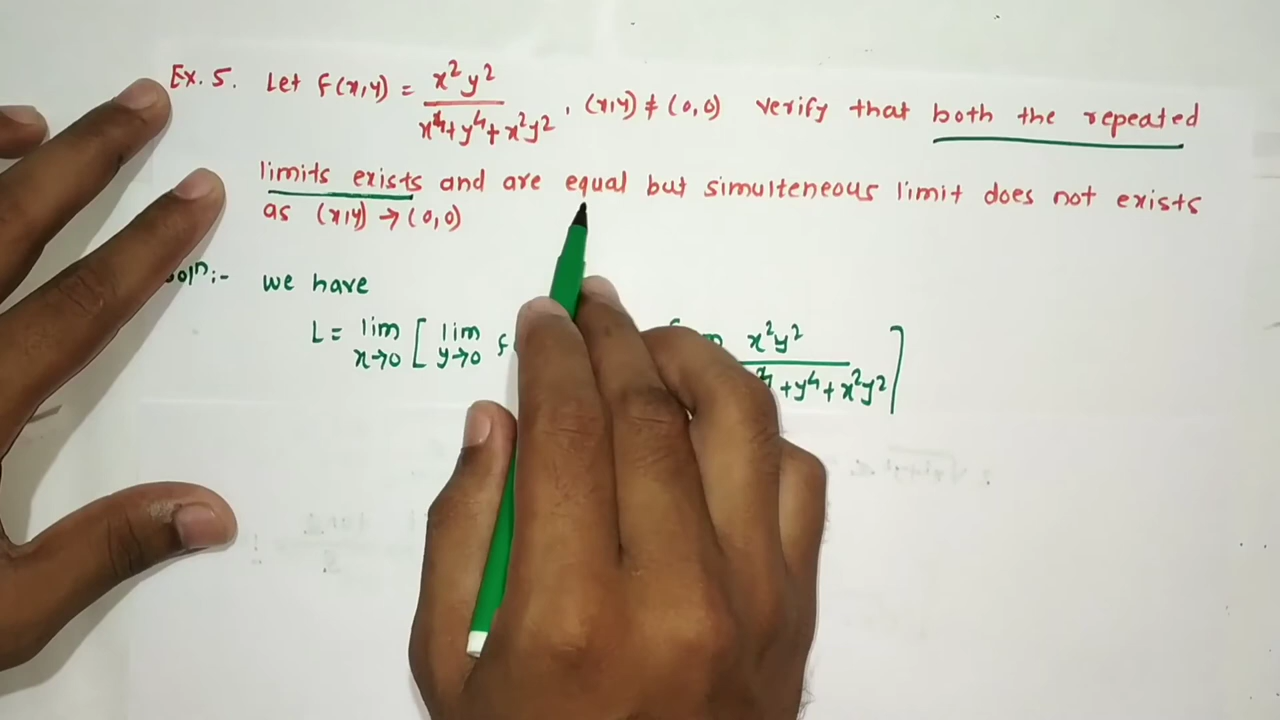 Ex. 5. Let f(x,y) = x²y² / x⁴+y⁴+x²y² , (x,y) ≠ (0,0) verify that both the repeated
limits exists and are equal but simulteneous limit does not exists
as (x,y) → (0,0)
soln:- we have
L = lim x→0 [ lim y→0 f x²y² / x⁴+y⁴+x²y² ]